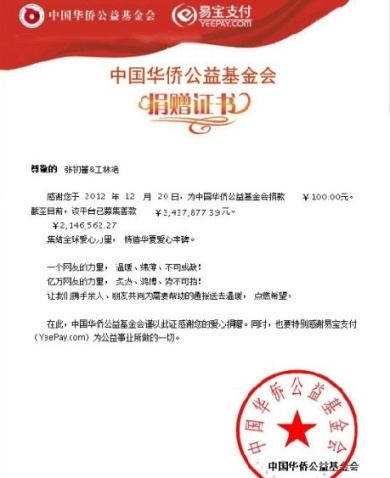 中国华侨公益基金会
易宝支付
YEEPAY.COM
中国华侨公益基金会
捐赠证书
尊敬的 张初蕾&王林艳
感谢您于 2012 年 12 月 20日，为中国华侨公益基金会捐款 ￥100.00元。
截至目前，该平台已募集善款 ￥3,437,877.39元。
￥2,146,562.27
集结全球爱心力量， 铸造华夏爱心丰碑。
一个网友的力量， 温暖、绵薄、不可或缺！
亿万网友的力量， 炙热、鸿博、势不可挡！
让我们携手亲人、朋友共同为需要帮助的同胞送去温暖， 点燃希望。
在此，中国华侨公益基金会谨以此证感谢您的爱心捐赠。同时，也要特别感谢易宝支付
（YeePay.com）为公益事业所做的一切。
中国华侨公益基金会
中国华侨公益基金会